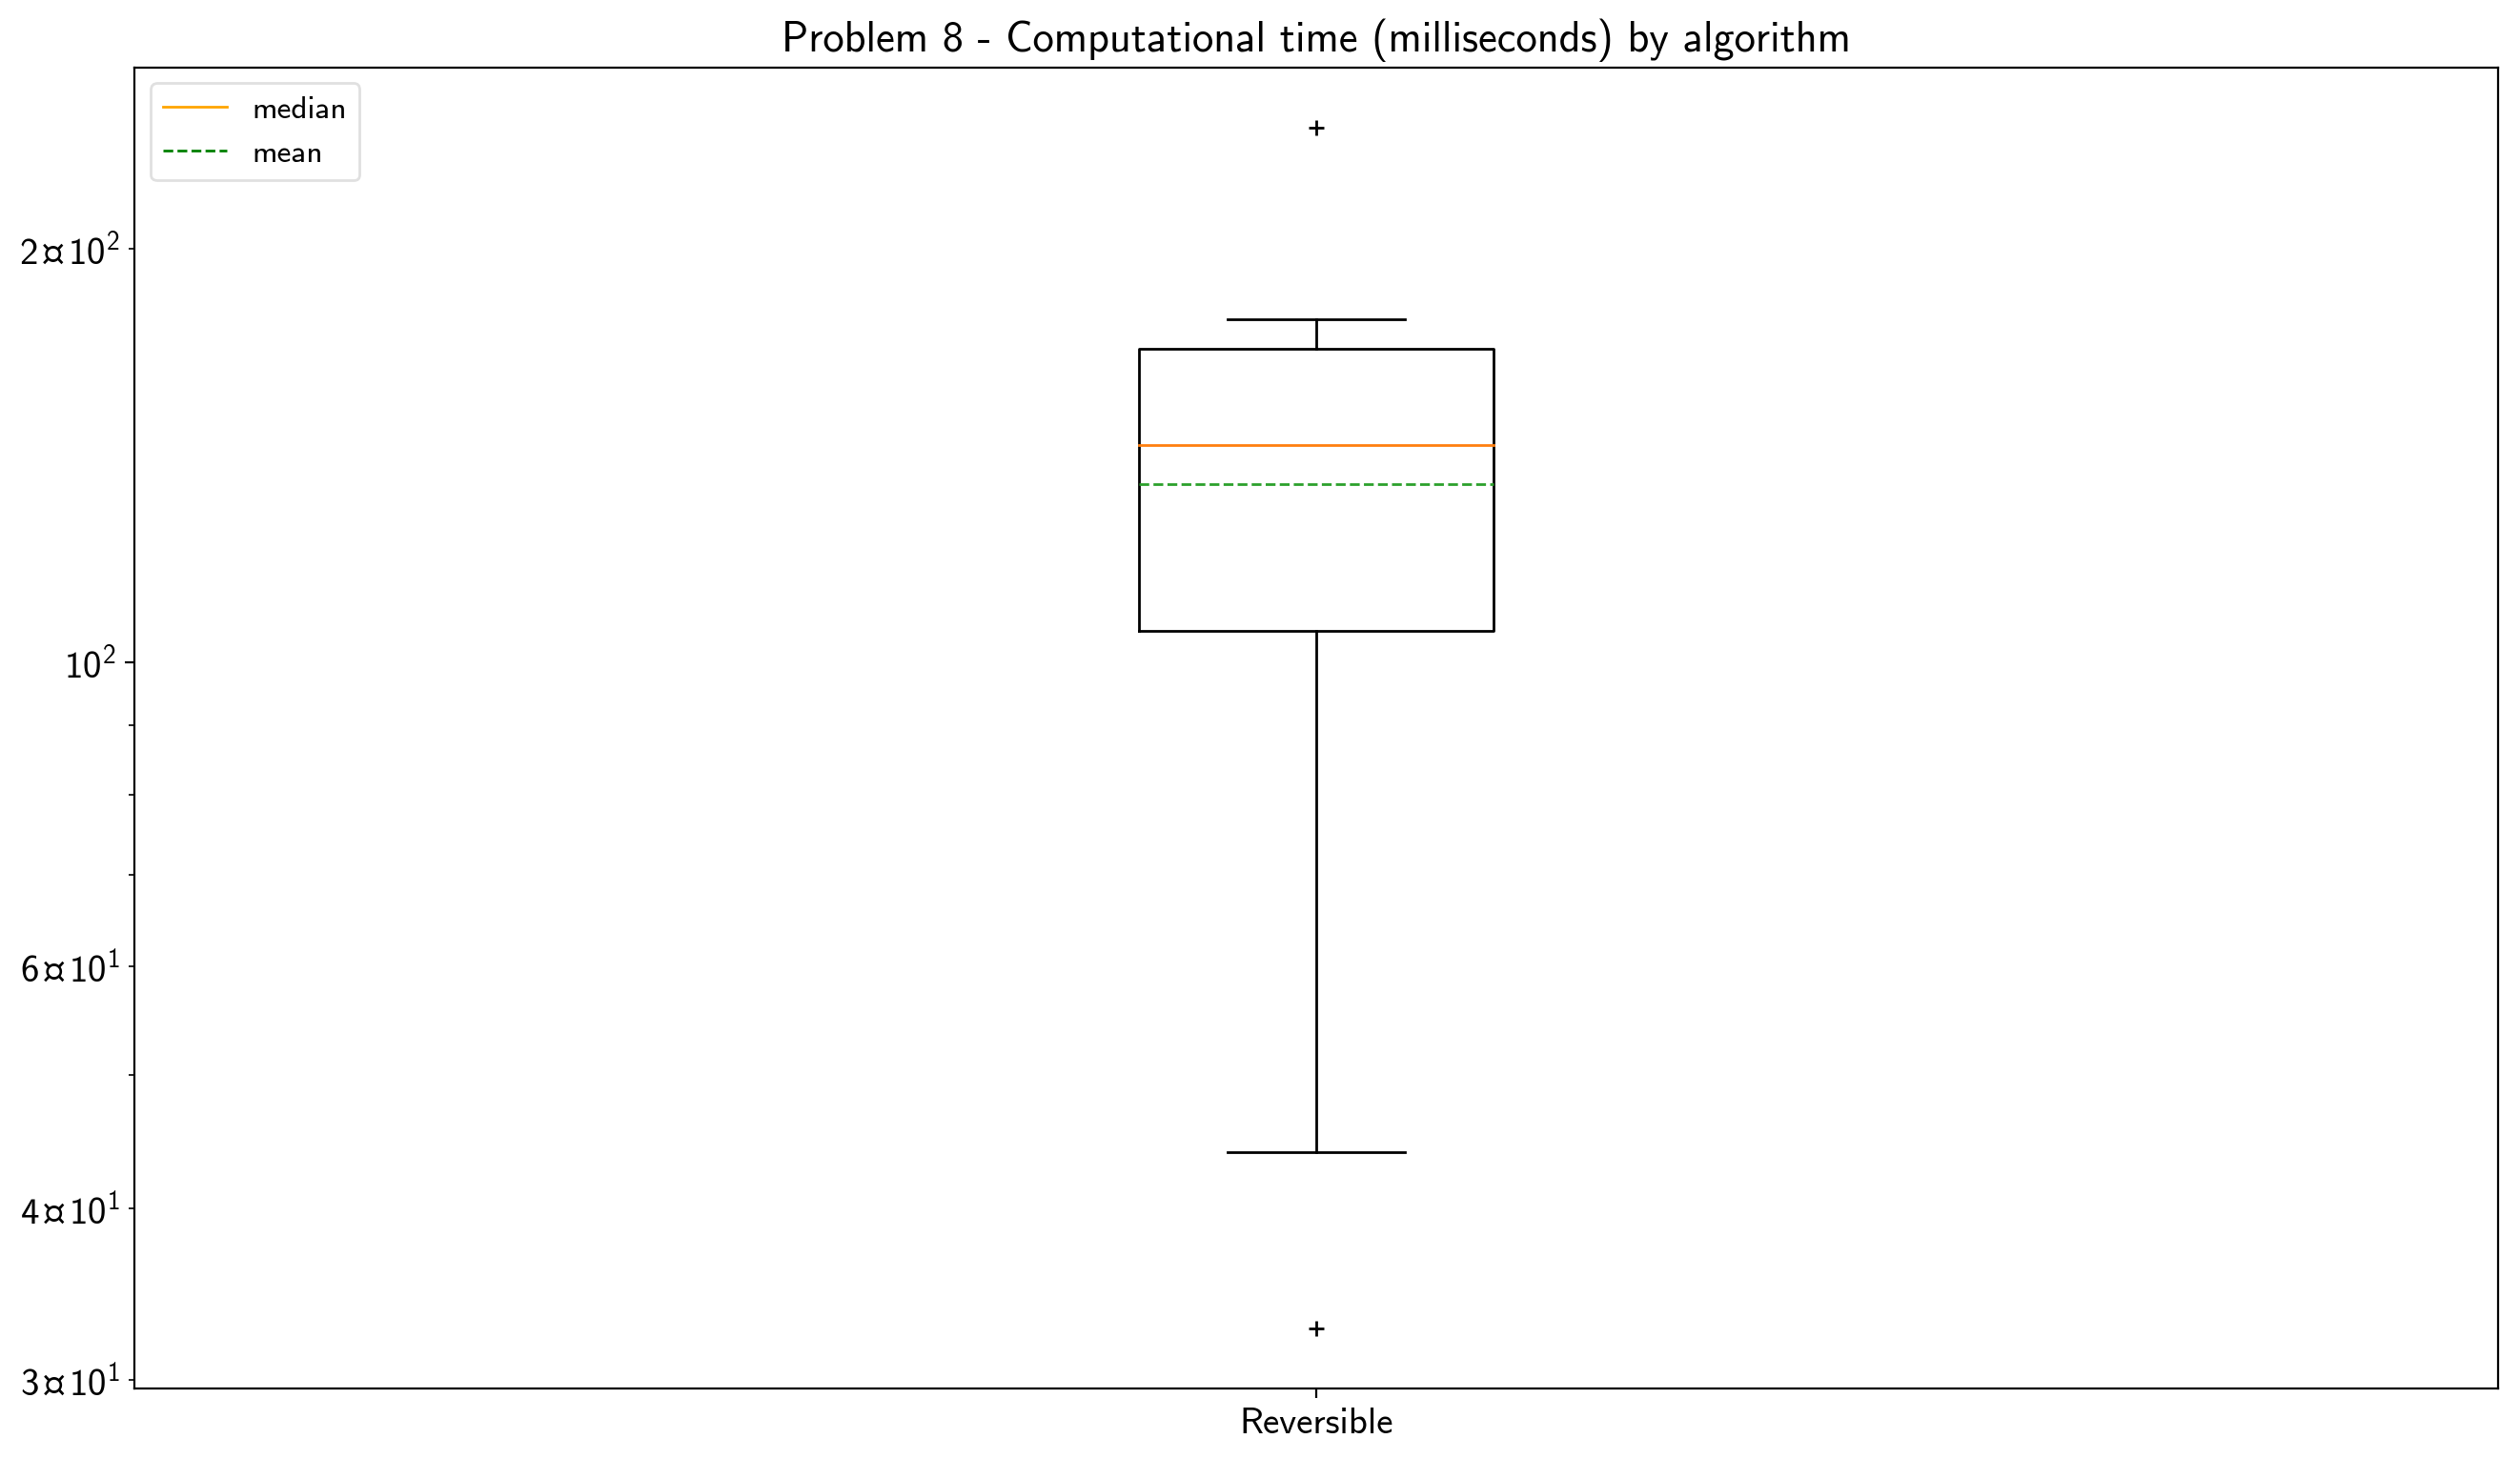 Problem 8 - Computational time (milliseconds) by algorithm
median
mean
2¤10²
10²
6¤10¹
4¤10¹
3¤10¹
Reversible